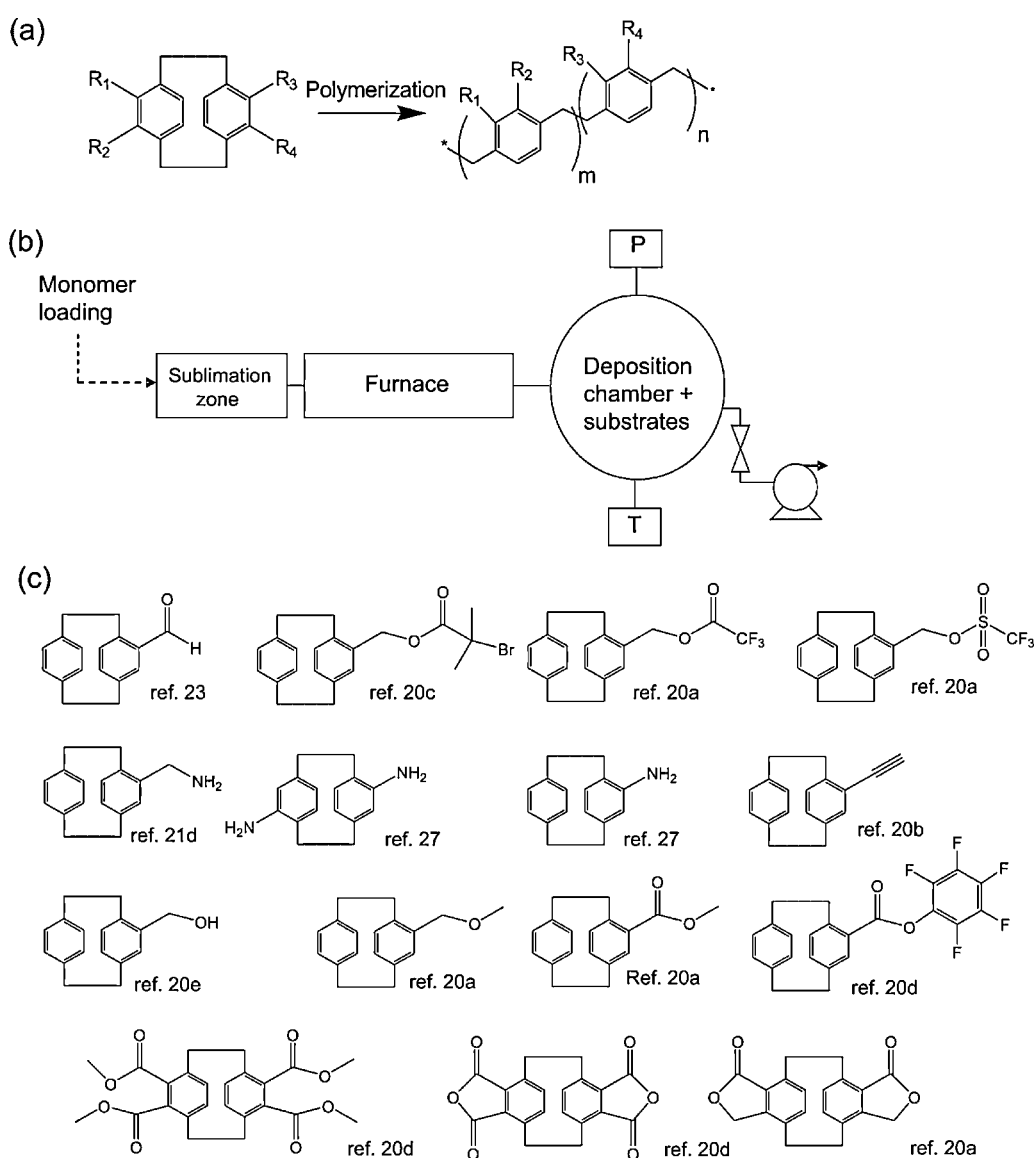 (a)
R1
R2
R3
R4
Polymerization
R1
R2
R3
R4
*
m
n
*
(b)
Monomer
loading
Sublimation
zone
Furnace
P
Deposition
chamber +
substrates
T
(c)
O
H
ref. 23
O
O
Br
ref. 20c
O
O
CF3
ref. 20a
O
O
S
O
CF3
ref. 20a
NH2
ref. 21d
NH2
H2N
ref. 27
NH2
ref. 27
ref. 20b
OH
ref. 20e
O
ref. 20a
O
O
Ref. 20a
O
O
F
F
F
F
F
ref. 20d
O
O
O
O
O
O
O
O
ref. 20d
O
O
O
O
O
O
ref. 20d
O
O
O
O
ref. 20a